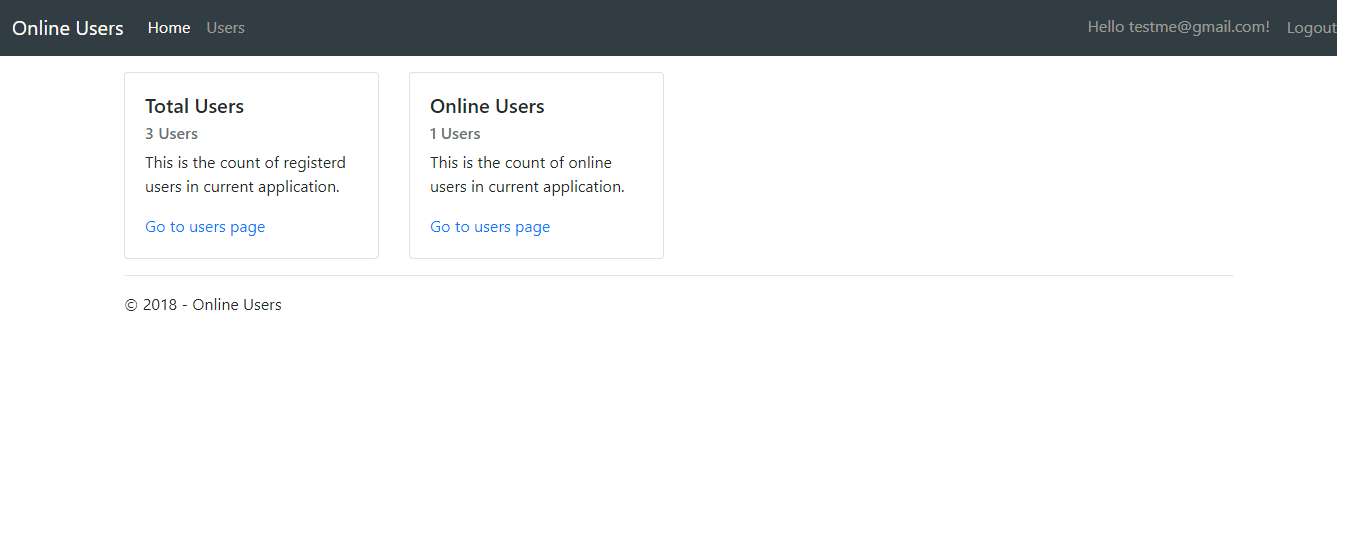 Online Users Home Users Hello testme@gmail.com! Logout
Total Users
3 Users
This is the count of registerd
users in current application.
Go to users page
Online Users
1 Users
This is the count of online
users in current application.
Go to users page
© 2018 - Online Users